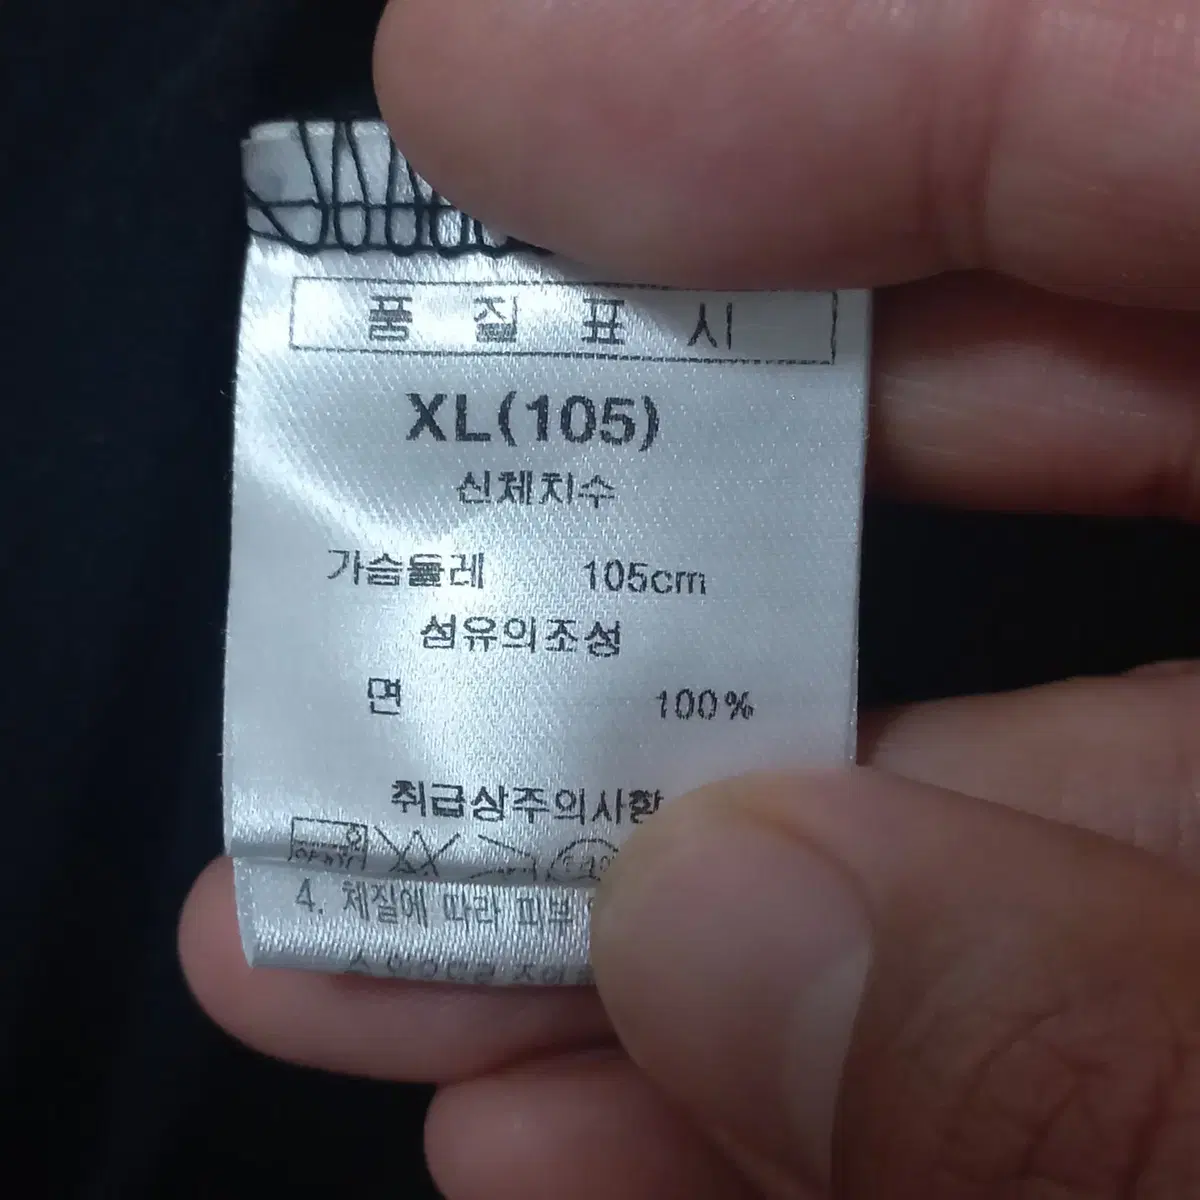 품 질 표 시
XL(105)
신체치수
가슴둘레 105cm
섬유의조성
면 100%
취급상주의사항
4. 체질에 따라 피부